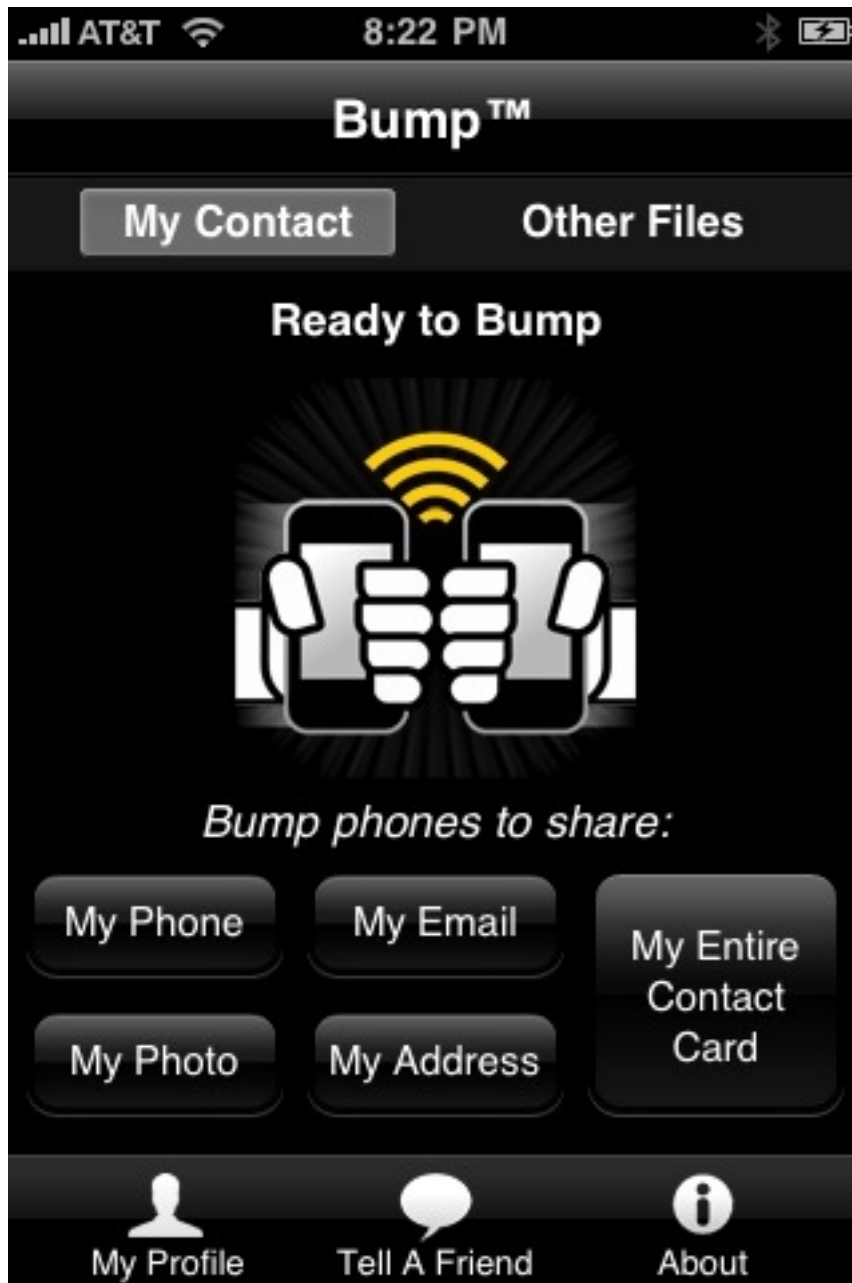 AT&T 8:22 PM
Bump™
My Contact Other Files
Ready to Bump
Bump phones to share:
My Phone My Email
My Entire
Contact
Card
My Photo My Address
My Profile Tell A Friend About